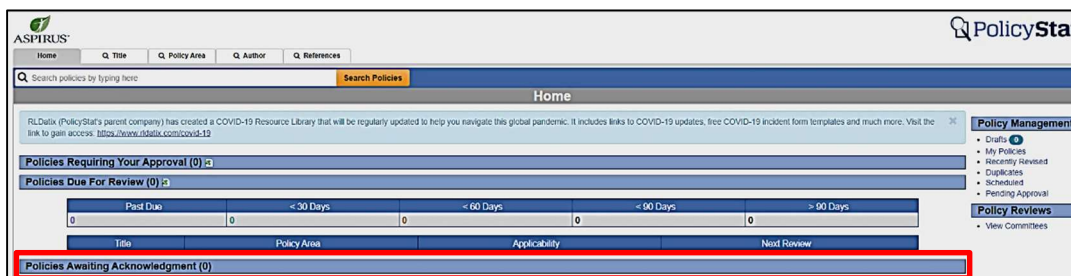 ASPIRUS
PolicySta
Home Title Policy Area Author References
Search policies by typing here Search Policies
Home
RLDatix (PolicyStat's parent company) has created a COVID-19 Resource Library that will be regularly updated to help you navigate this global pandemic. It includes links to COVID-19 updates, free COVID-19 incident form templates and much more. Visit the
link to gain access: https://www.rldatix.com/covid-19
Policies Requiring Your Approval (0)
Policies Due For Review (0)
Past Due < 30 Days < 60 Days < 90 Days > 90 Days
0 0 0 0 0
Title Policy Area Applicability Next Review
Policies Awaiting Acknowledgment (0)
Policy Management
Drafts 0
My Policies
Recently Revised
Duplicates
Scheduled
Pending Approval
Policy Reviews
View Committees